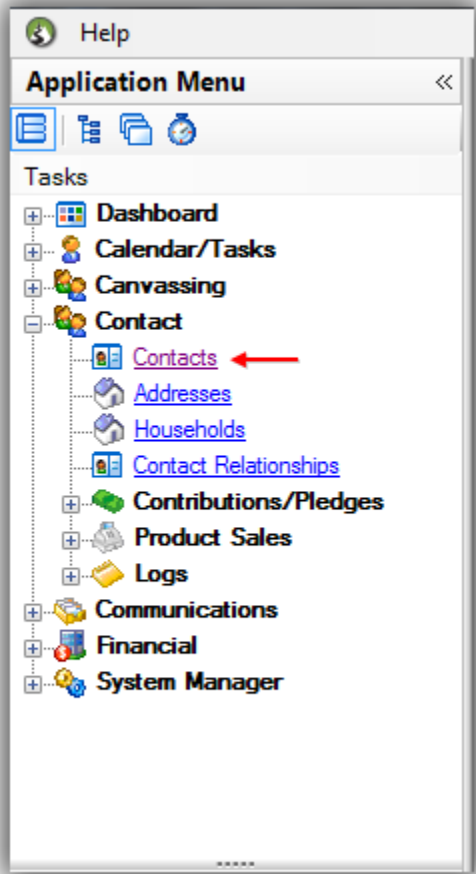 Help
Application Menu
Tasks
Dashboard
Calendar/Tasks
Canvassing
Contact
Contacts
Addresses
Households
Contact Relationships
Contributions/Pledges
Product Sales
Logs
Communications
Financial
System Manager